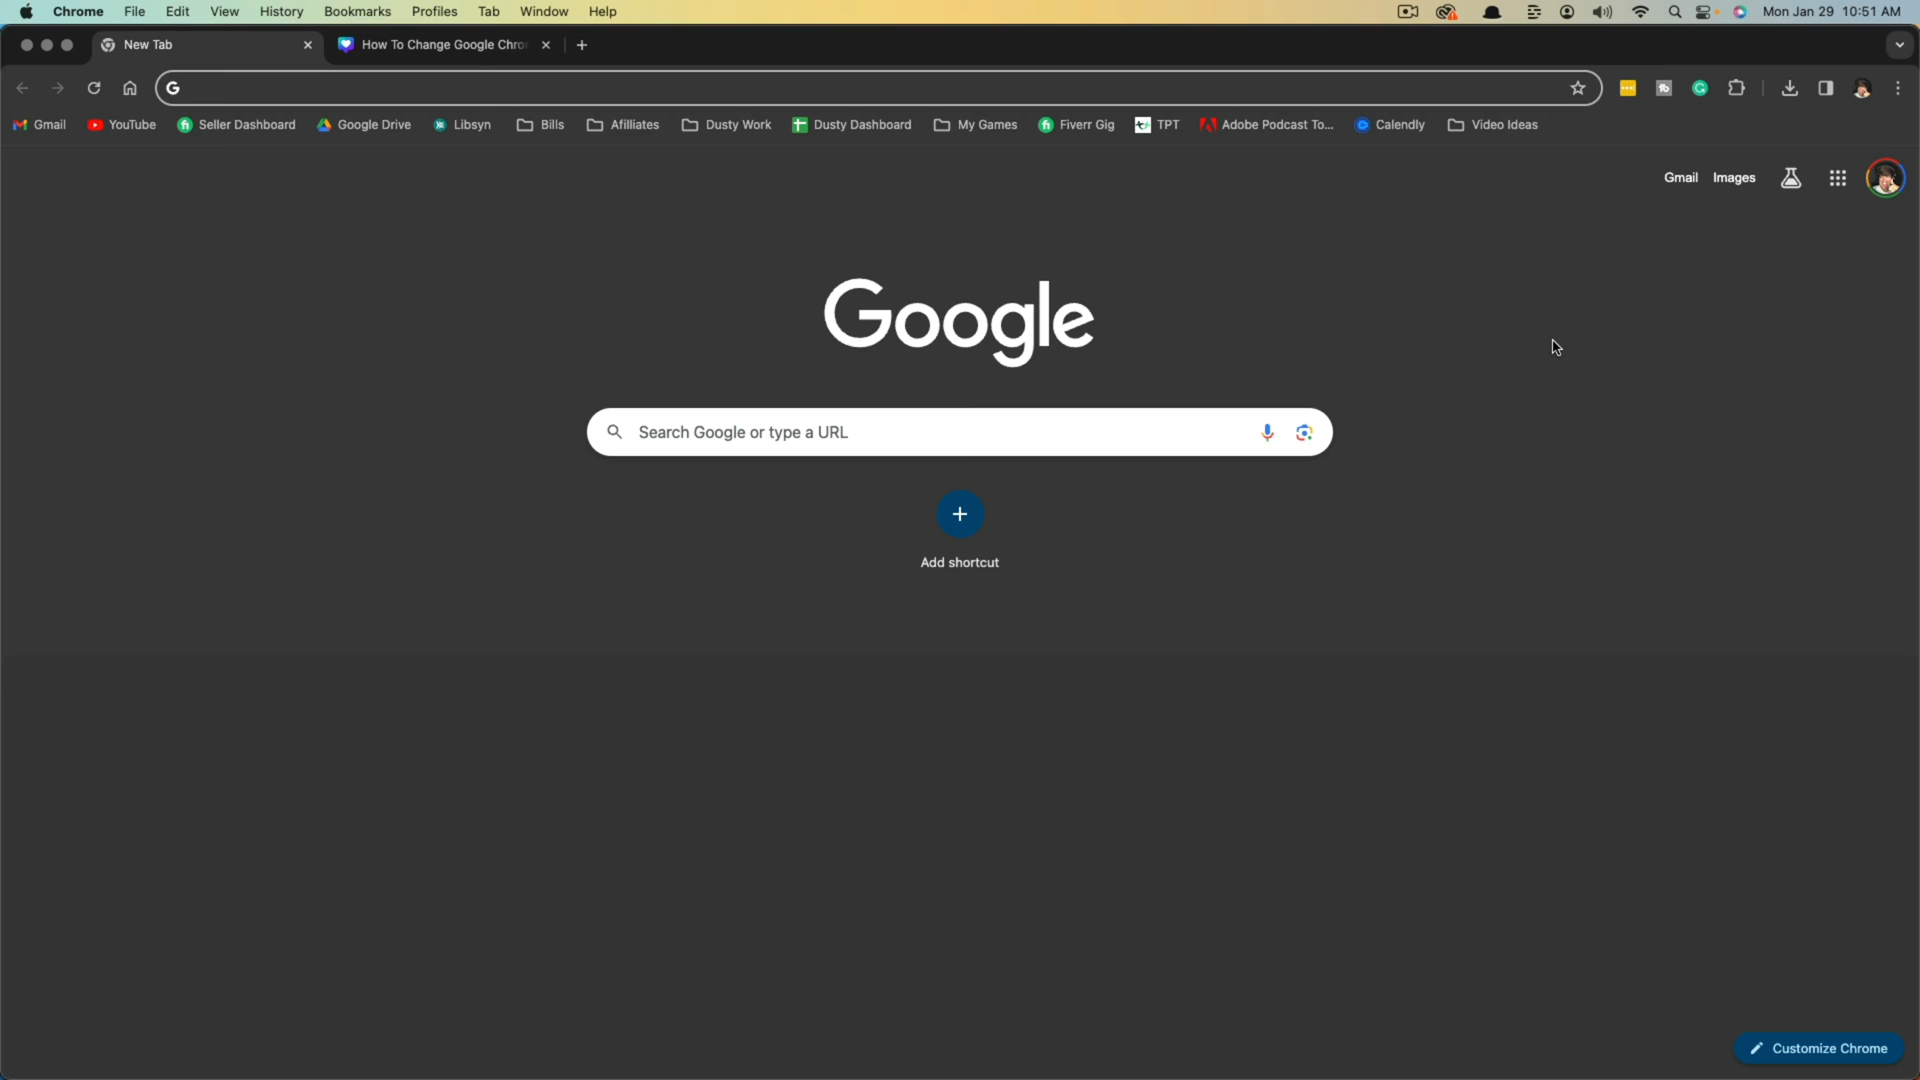 Chrome File Edit View History Bookmarks Profiles Tab Window Help Mon Jan 29 10:51 AM
New Tab How To Change Google Chro
Gmail YouTube Seller Dashboard Google Drive Libsyn Bills Afilliates Dusty Work Dusty Dashboard My Games Fiverr Gig TPT Adobe Podcast To... Calendly Video Ideas
Gmail Images
Google
Search Google or type a URL
Add shortcut
Customize Chrome